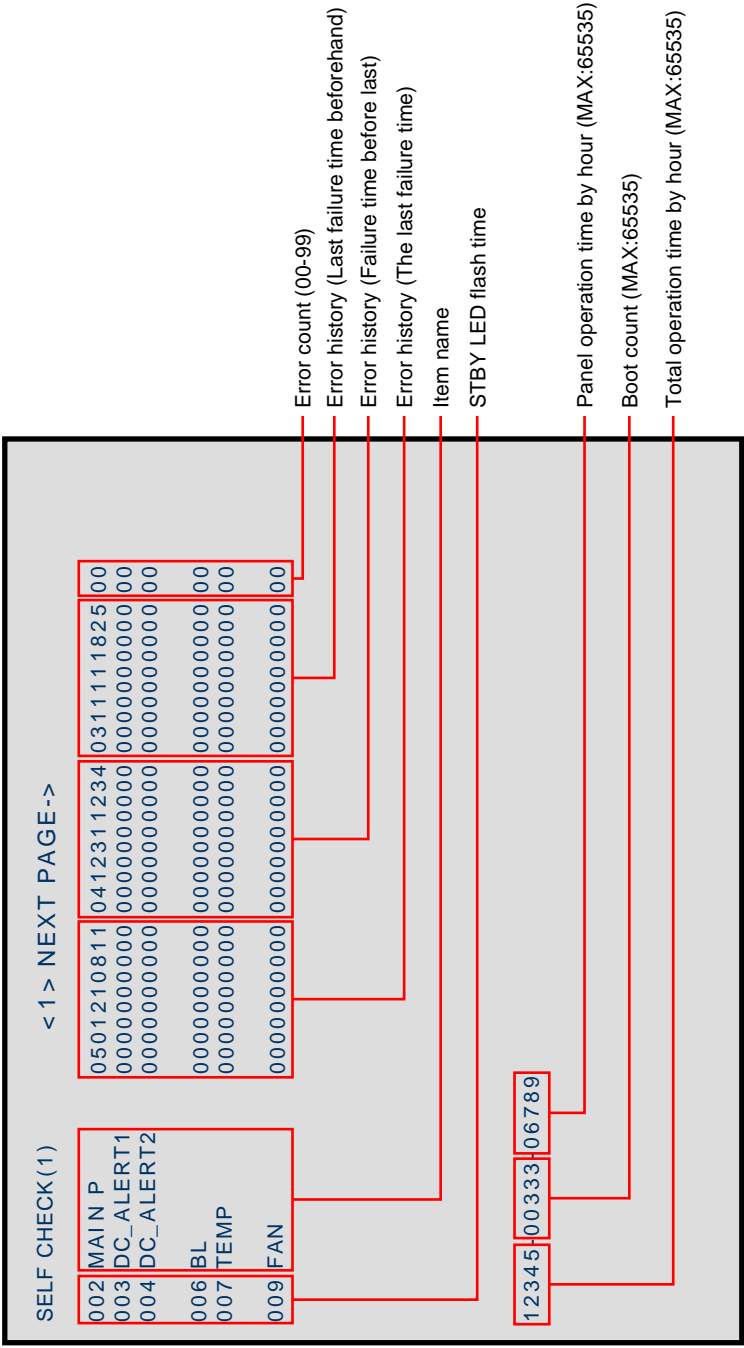 SELF CHECK(1) <1> NEXT PAGE->
002 MAIN P 0501210811 0412311234 0311111825 00
003 DC_ALERT1 0000000000 0000000000 0000000000 00
004 DC_ALERT2 0000000000 0000000000 0000000000 00
006 BL 0000000000 0000000000 0000000000 00
007 TEMP 0000000000 0000000000 0000000000 00
009 FAN 0000000000 0000000000 0000000000 00
12345-00333-06789
Error count (00-99)
Error history (Last failure time beforehand)
Error history (Failure time before last)
Error history (The last failure time)
Item name
STBY LED flash time
Panel operation time by hour (MAX:65535)
Boot count (MAX:65535)
Total operation time by hour (MAX:65535)